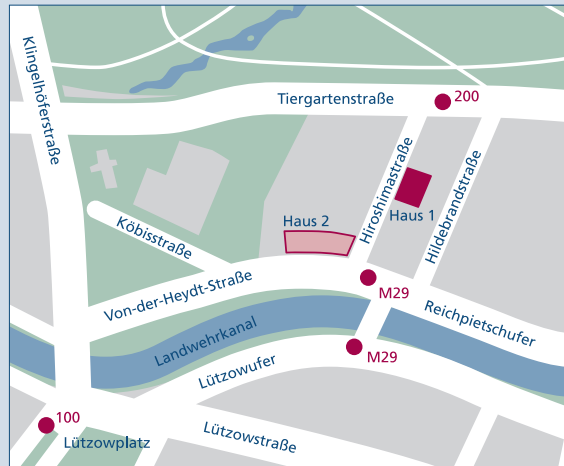 Klingelhöferstraße
Tiergartenstraße
200
Hiroshimastraße
Haus 1
Hildebrandstraße
Haus 2
Köbisstraße
Von-der-Heydt-Straße
M29
Reichpietschufer
Landwehrkanal
M29
Lützowufer
100
Lützowplatz
Lützowstraße